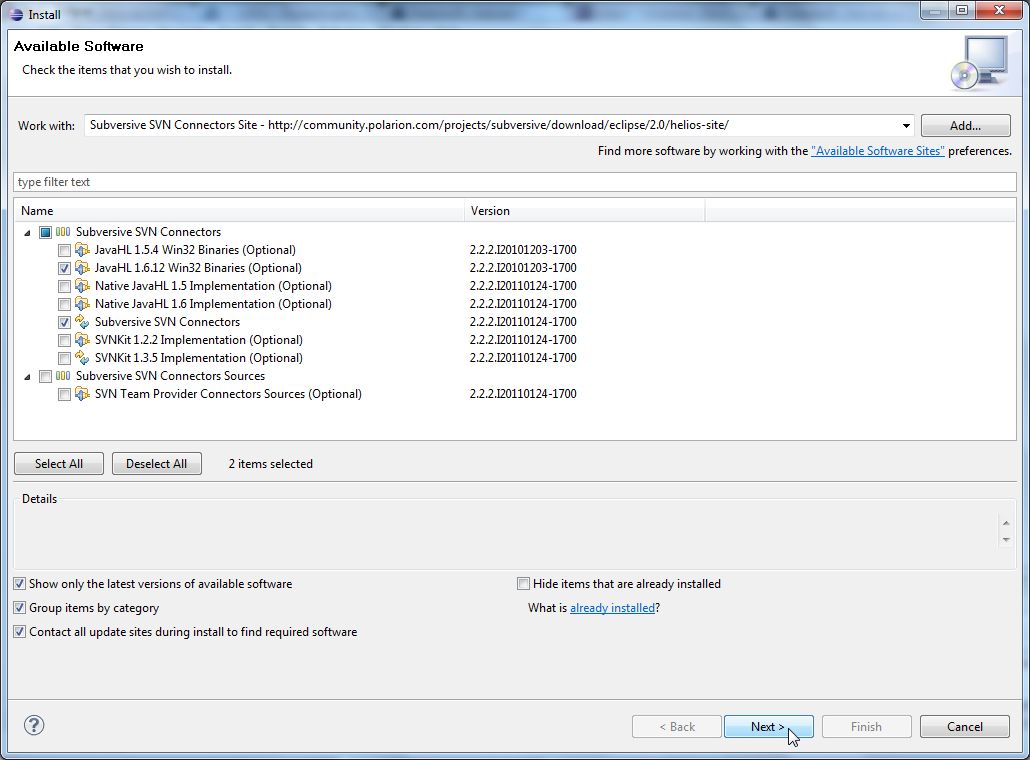 Install
Available Software
Check the items that you wish to install.
Work with: Subversive SVN Connectors Site - http://community.polarion.com/projects/subversive/download/eclipse/2.0/helios-site/ Add...
Find more software by working with the "Available Software Sites" preferences.
type filter text
Name Version
Subversive SVN Connectors
JavaHL 1.5.4 Win32 Binaries (Optional) 2.2.2.I20101203-1700
JavaHL 1.6.12 Win32 Binaries (Optional) 2.2.2.I20101203-1700
Native JavaHL 1.5 Implementation (Optional) 2.2.2.I20110124-1700
Native JavaHL 1.6 Implementation (Optional) 2.2.2.I20110124-1700
Subversive SVN Connectors 2.2.2.I20110124-1700
SVNKit 1.2.2 Implementation (Optional) 2.2.2.I20110124-1700
SVNKit 1.3.5 Implementation (Optional) 2.2.2.I20110124-1700
Subversive SVN Connectors Sources
SVN Team Provider Connectors Sources (Optional) 2.2.2.I20110124-1700
Select All Deselect All 2 items selected
Details
Show only the latest versions of available software Hide items that are already installed
Group items by category What is already installed?
Contact all update sites during install to find required software
? < Back Next > Finish Cancel